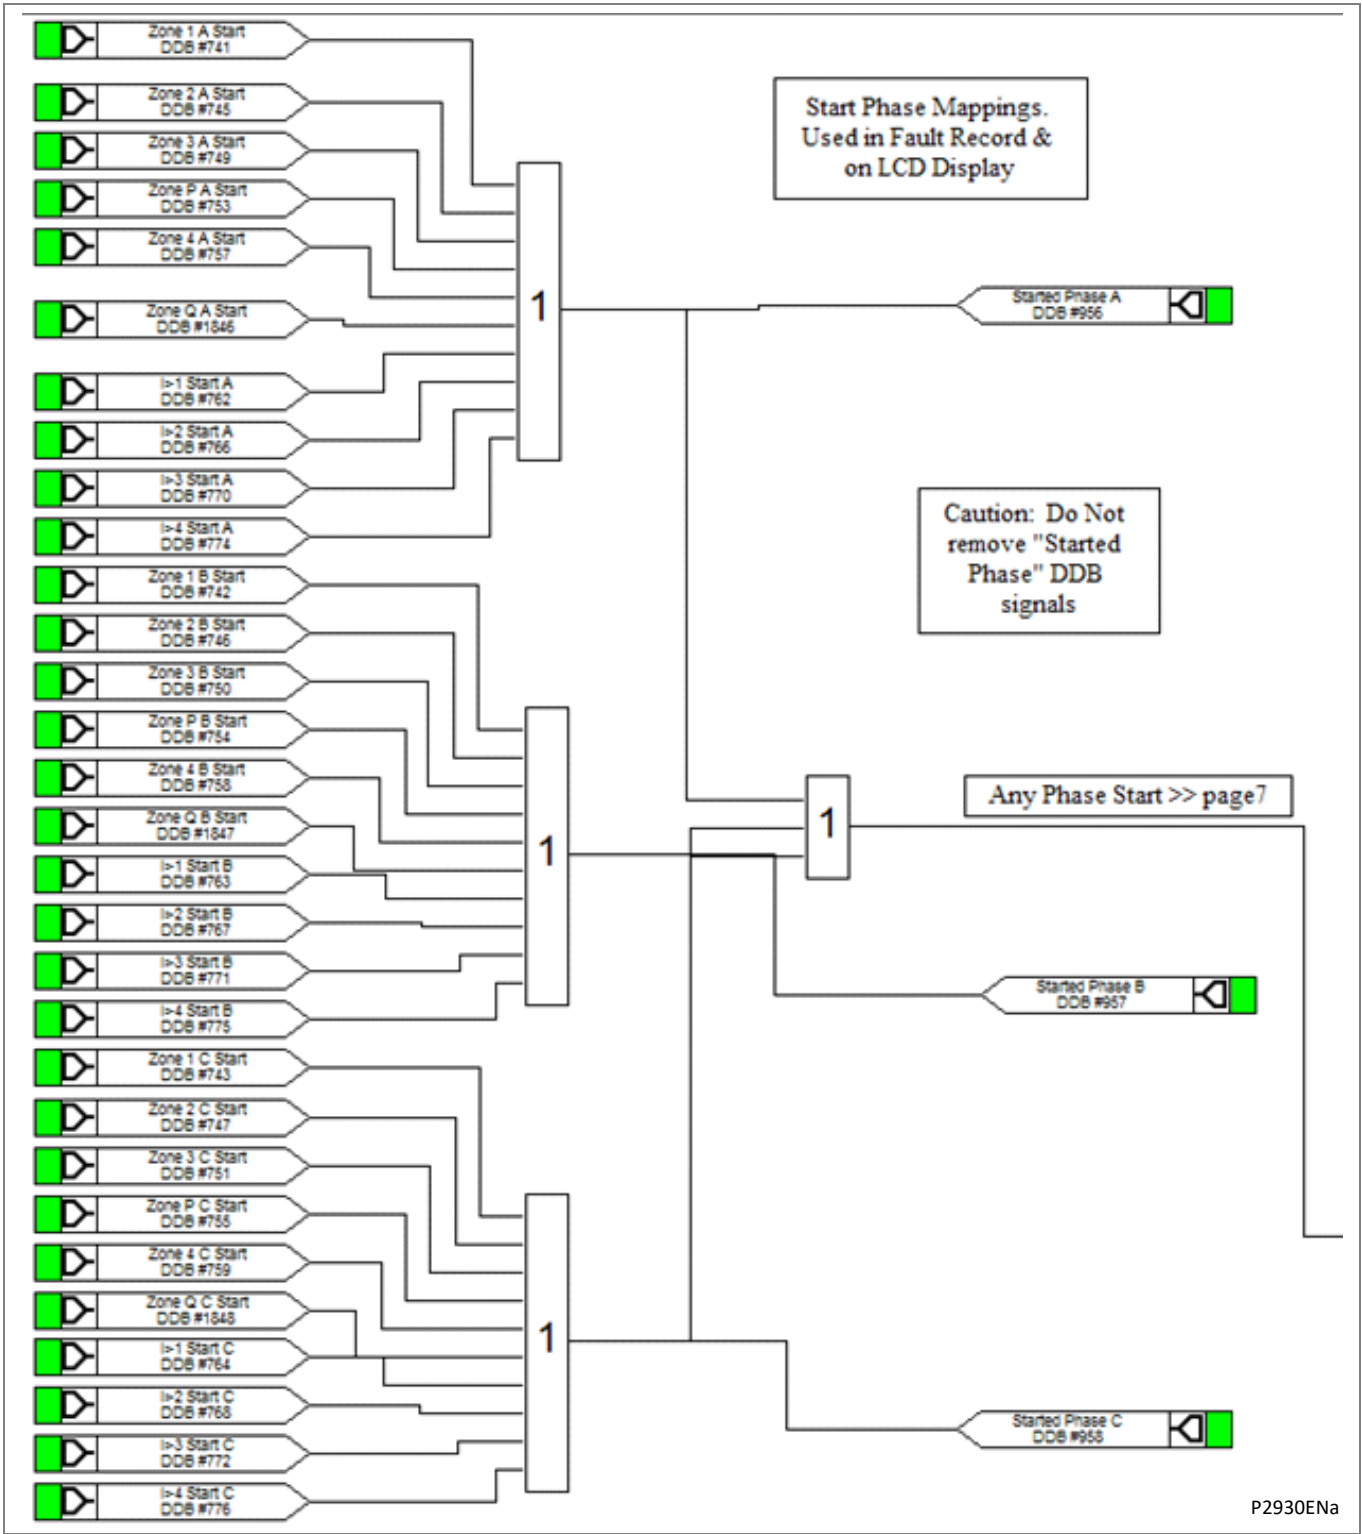 Zone 1 A Start
DDB #741
Zone 2 A Start
DDB #745
Zone 3 A Start
DDB #749
Zone P A Start
DDB #753
Zone 4 A Start
DDB #757
Zone Q A Start
DDB #1846
I>1 Start A
DDB #762
I>2 Start A
DDB #766
I>3 Start A
DDB #770
I>4 Start A
DDB #774
1
Start Phase Mappings.
Used in Fault Record &
on LCD Display
Started Phase A
DDB #956
Caution: Do Not
remove "Started
Phase" DDB
signals
Zone 1 B Start
DDB #742
Zone 2 B Start
DDB #746
Zone 3 B Start
DDB #750
Zone P B Start
DDB #754
Zone 4 B Start
DDB #758
Zone Q B Start
DDB #1847
I>1 Start B
DDB #763
I>2 Start B
DDB #767
I>3 Start B
DDB #771
I>4 Start B
DDB #775
1
1
Any Phase Start >> page7
Started Phase B
DDB #957
Zone 1 C Start
DDB #743
Zone 2 C Start
DDB #747
Zone 3 C Start
DDB #751
Zone P C Start
DDB #755
Zone 4 C Start
DDB #759
Zone Q C Start
DDB #1848
I>1 Start C
DDB #764
I>2 Start C
DDB #768
I>3 Start C
DDB #772
I>4 Start C
DDB #776
1
Started Phase C
DDB #958
P2930ENa